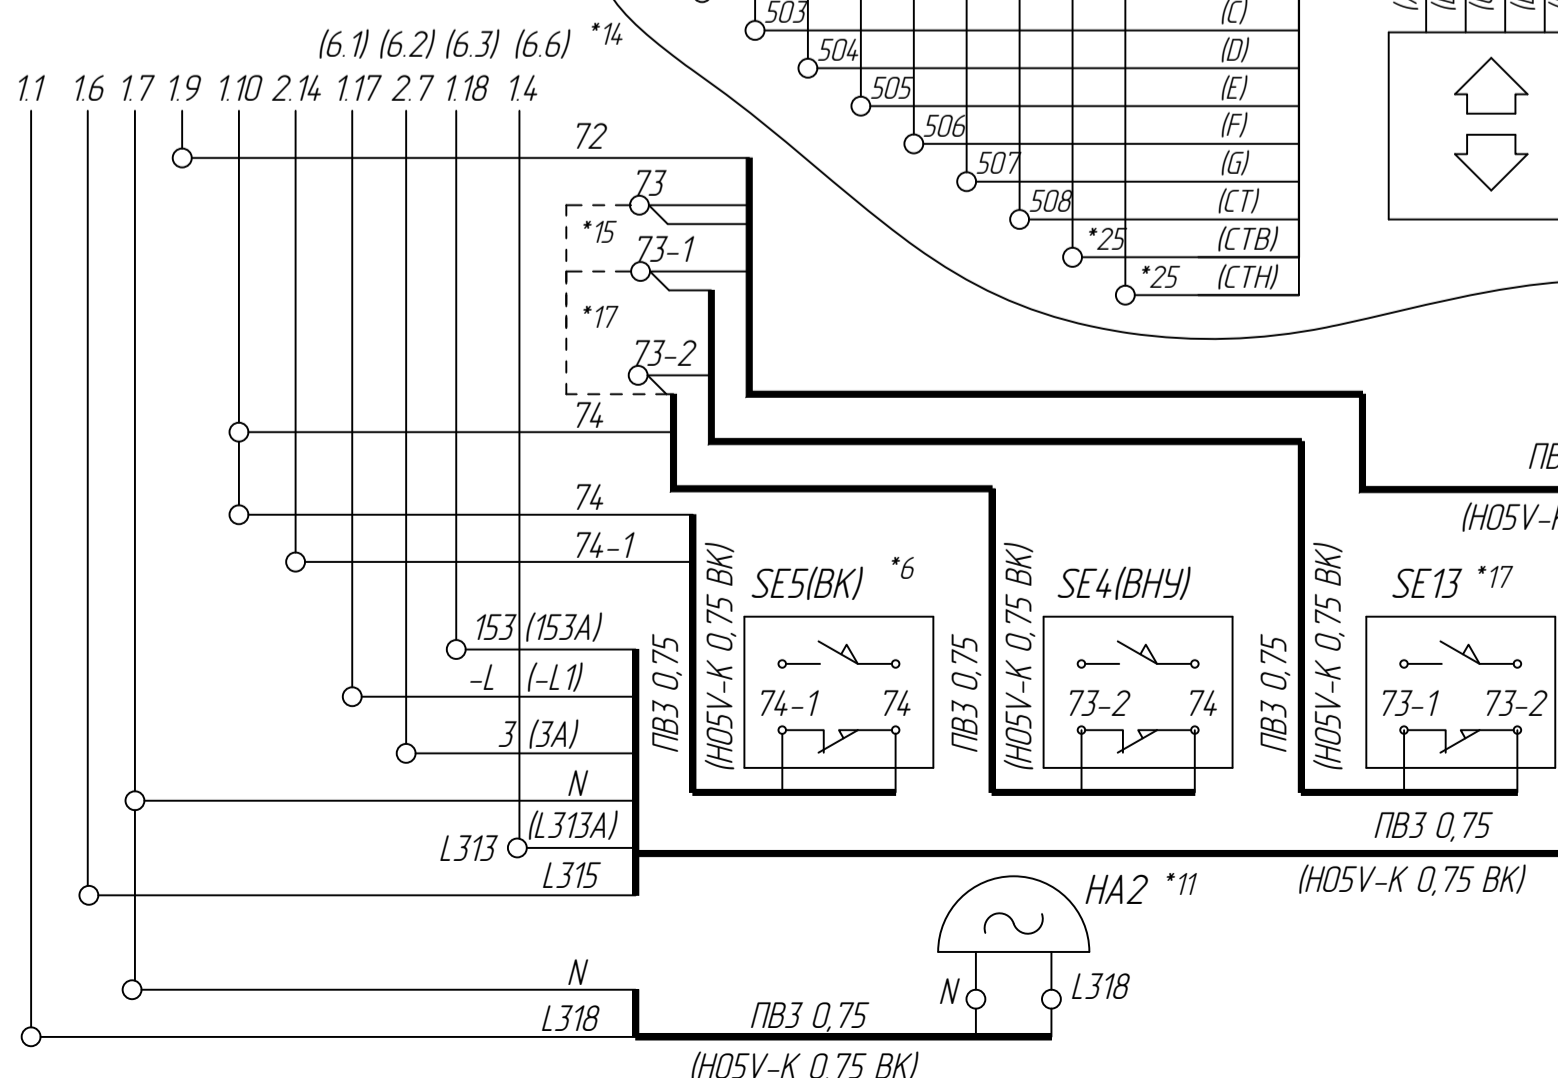 503
(C)
(6.1) (6.2) (6.3) (6.6) *14
504
(D)
1.1 1.6 1.7 1.9 1.10 2.14 1.17 2.7 1.18 1.4
505
(E)
506
(F)
72
507
(G)
73
508
(CT)
*15
73-1
*25
(CTB)
*25
(CTH)
*17
73-2
74
74
74-1
SE5(BK) *6
SE4(ВНУ)
SE13 *17
ПВ3 0,75
(H05V-K 0,75 BK)
ПВ3 0,75
(H05V-K 0,75 BK)
ПВ3 0,75
(H05V-K 0,75 BK)
153 (153A)
-L (-L1)
74-1 74
73-2 74
73-1 73-2
3 (3A)
N
(L313A)
L313
ПВ3 0,75
L315
(H05V-K 0,75 BK)
HA2 *11
N
N
L318
L318
ПВ3 0,75
(H05V-K 0,75 BK)